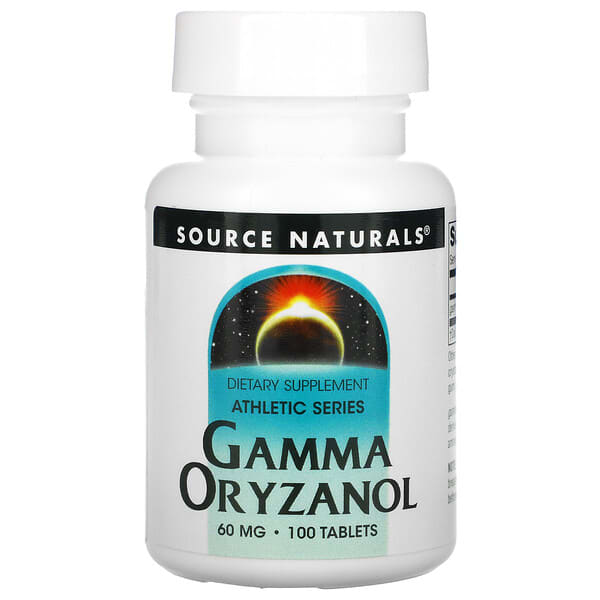 SOURCE NATURALS®
DIETARY SUPPLEMENT
ATHLETIC SERIES
GAMMA
ORYZANOL
60 MG • 100 TABLETS